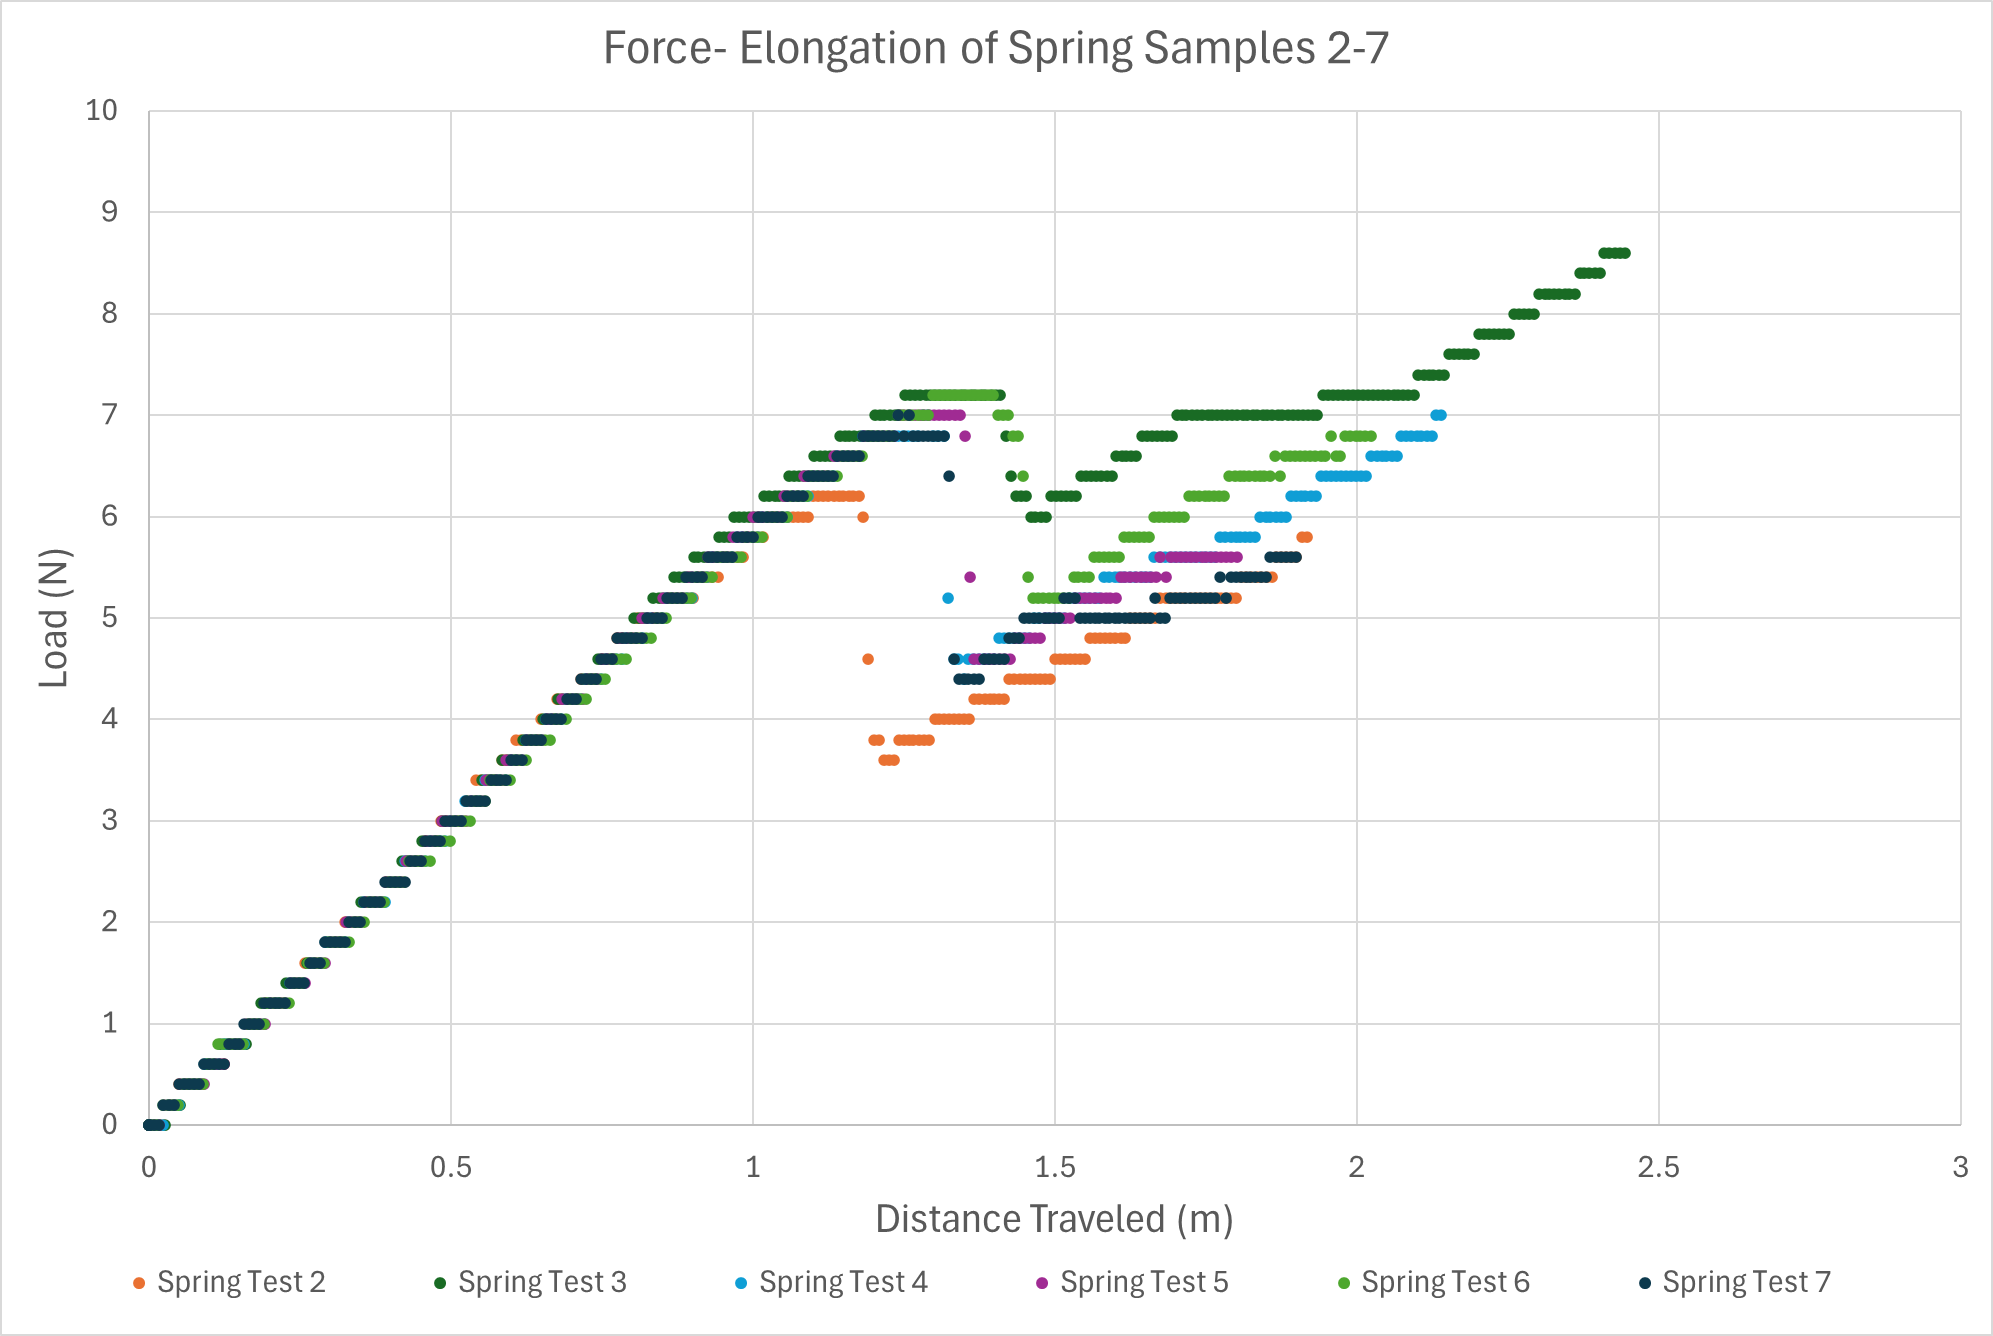 Force- Elongation of Spring Samples 2-7
10
9
8
7
6
5
4
3
2
1
0
Load (N)
0 0.5 1 1.5 2 2.5 3
Distance Traveled (m)
Spring Test 2 Spring Test 3 Spring Test 4 Spring Test 5 Spring Test 6 Spring Test 7